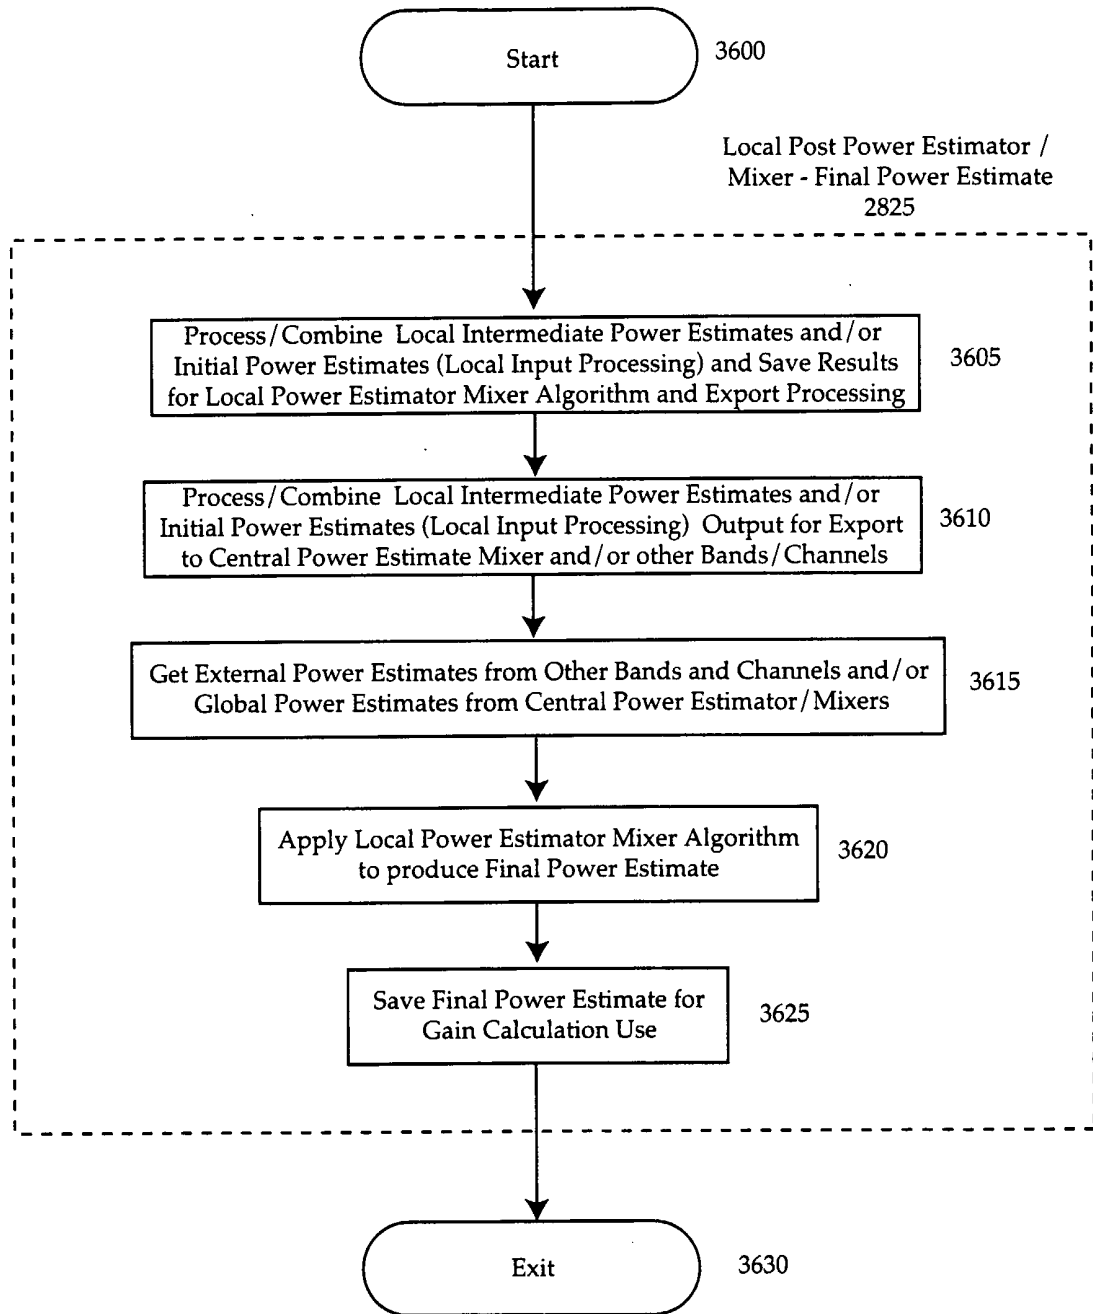 Start
3600
Local Post Power Estimator /
Mixer - Final Power Estimate
2825
Process/Combine Local Intermediate Power Estimates and/or
Initial Power Estimates (Local Input Processing) and Save Results
for Local Power Estimator Mixer Algorithm and Export Processing
3605
Process/Combine Local Intermediate Power Estimates and/or
Initial Power Estimates (Local Input Processing) Output for Export
to Central Power Estimate Mixer and/or other Bands/Channels
3610
Get External Power Estimates from Other Bands and Channels and/or
Global Power Estimates from Central Power Estimator/Mixers
3615
Apply Local Power Estimator Mixer Algorithm
to produce Final Power Estimate
3620
Save Final Power Estimate for
Gain Calculation Use
3625
Exit
3630